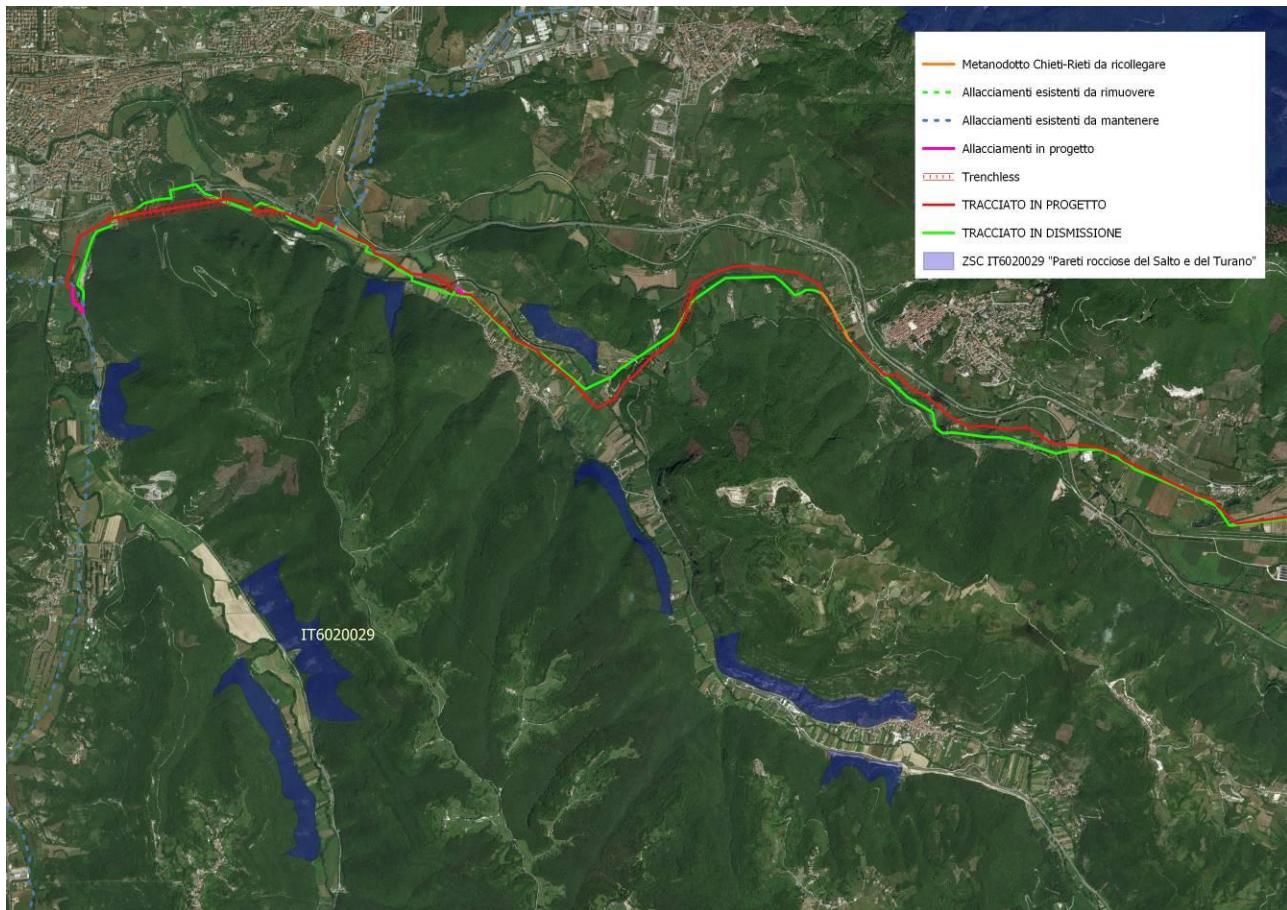 Metanodotto Chieti-Rieti da ricollegare
Allacciamenti esistenti da rimuovere
Allacciamenti esistenti da mantenere
Allacciamenti in progetto
Trenchless
TRACCIATO IN PROGETTO
TRACCIATO IN DISMISSIONE
ZSC IT6020029 "Pareti rocciose del Salto e del Turano"
IT6020029